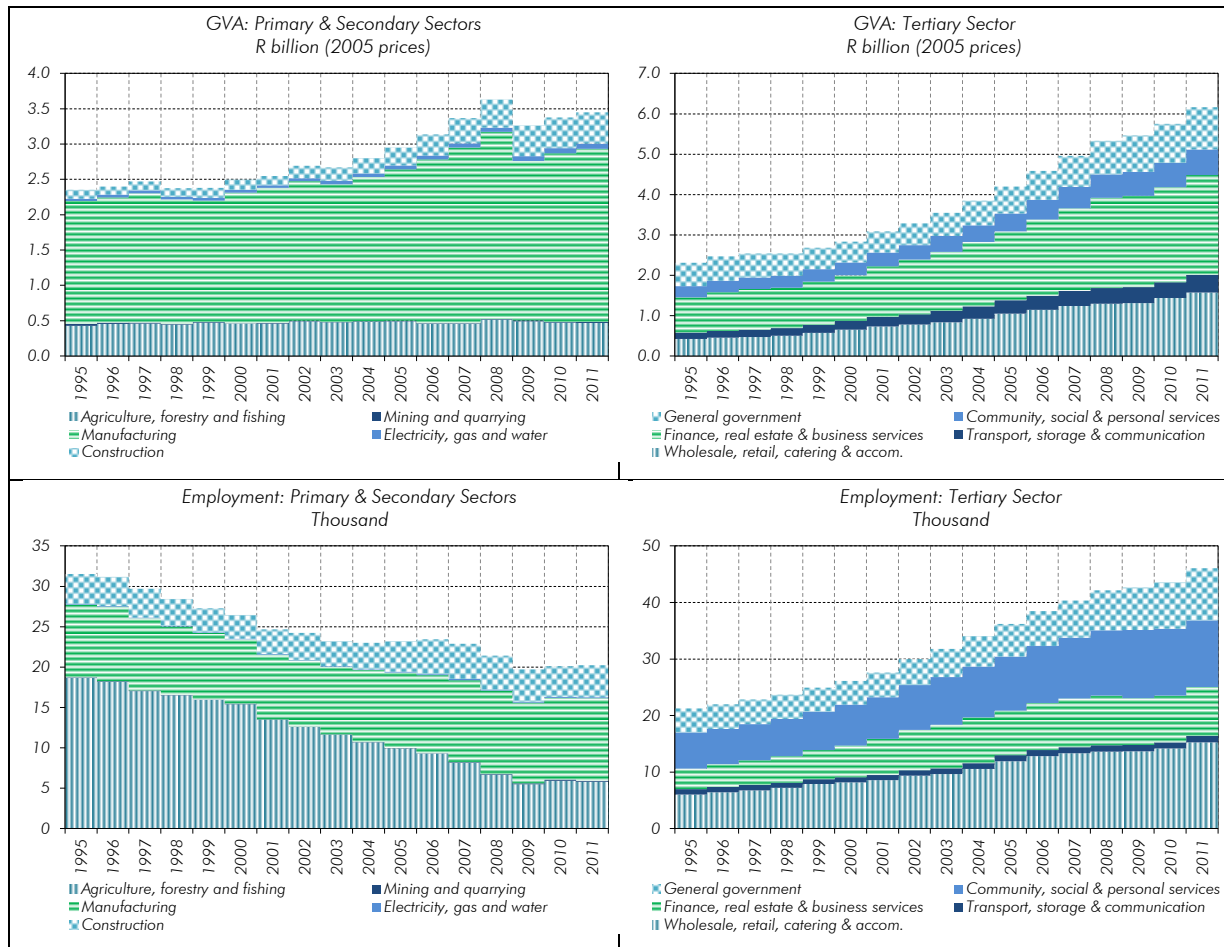 GVA: Primary & Secondary Sectors
R billion (2005 prices)
4.0
3.5
3.0
2.5
2.0
1.5
1.0
0.5
0.0
1995 1996 1997 1998 1999 2000 2001 2002 2003 2004 2005 2006 2007 2008 2009 2010 2011
Agriculture, forestry and fishing Mining and quarrying
Manufacturing Electricity, gas and water
Construction
GVA: Tertiary Sector
R billion (2005 prices)
7.0
6.0
5.0
4.0
3.0
2.0
1.0
0.0
1995 1996 1997 1998 1999 2000 2001 2002 2003 2004 2005 2006 2007 2008 2009 2010 2011
General government Community, social & personal services
Finance, real estate & business services Transport, storage & communication
Wholesale, retail, catering & accom.
Employment: Primary & Secondary Sectors
Thousand
35
30
25
20
15
10
5
0
1995 1996 1997 1998 1999 2000 2001 2002 2003 2004 2005 2006 2007 2008 2009 2010 2011
Agriculture, forestry and fishing Mining and quarrying
Manufacturing Electricity, gas and water
Construction
Employment: Tertiary Sector
Thousand
50
40
30
20
10
0
1995 1996 1997 1998 1999 2000 2001 2002 2003 2004 2005 2006 2007 2008 2009 2010 2011
General government Community, social & personal services
Finance, real estate & business services Transport, storage & communication
Wholesale, retail, catering & accom.